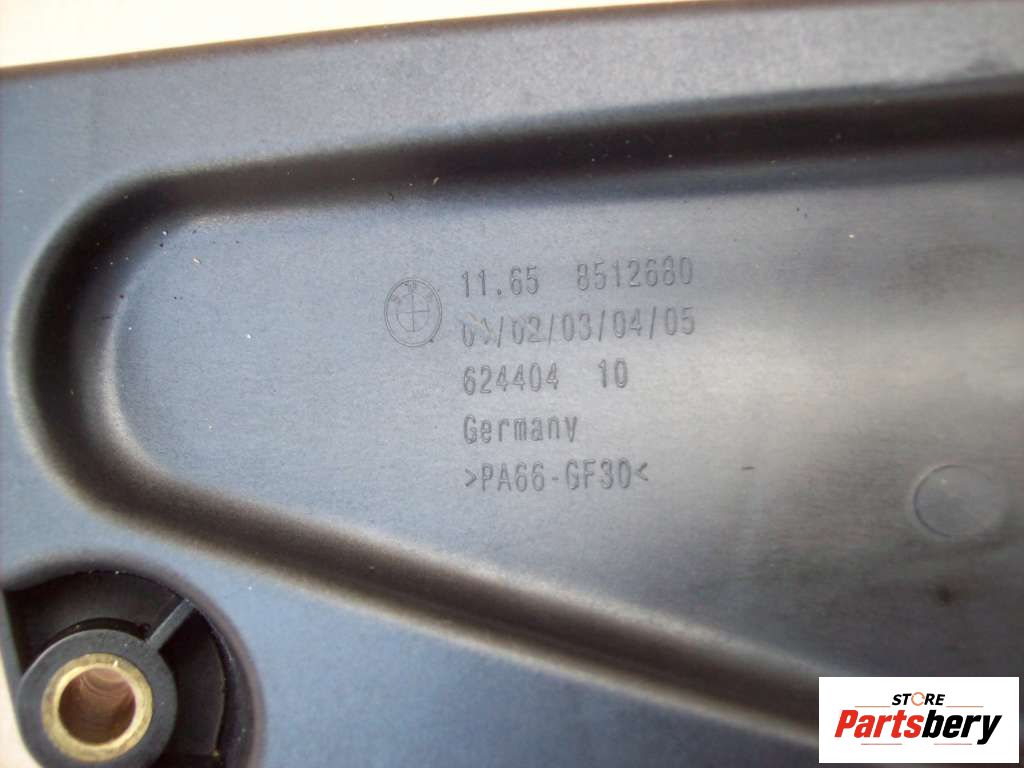 11.65 8512680
01/02/03/04/05
624404 10
Germany
>PA66-GF30<
STORE
Partsbery